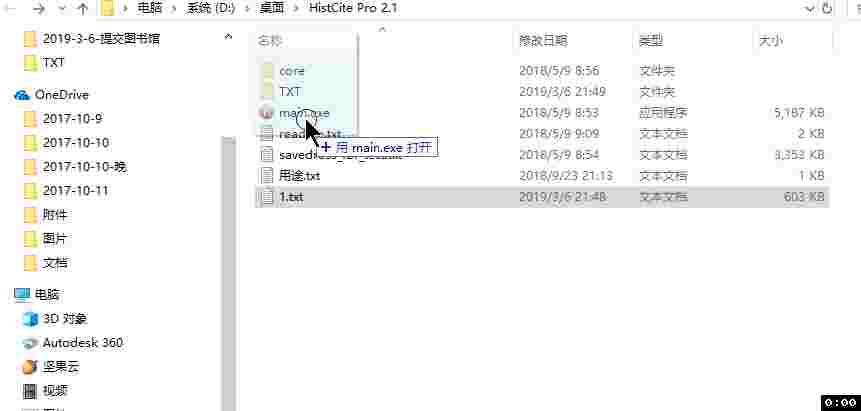 电脑 > 系统 (D:) > 桌面 > HistCite Pro 2.1
2019-3-6-提交图书馆
TXT
OneDrive
2017-10-9
2017-10-10
2017-10-10-晚
2017-10-11
附件
图片
文档
电脑
3D 对象
Autodesk 360
坚果云
视频
名称 修改日期 类型 大小
core 2018/5/9 8:56 文件夹
TXT 2019/3/6 21:49 文件夹
main.exe 2018/5/9 8:53 应用程序 5,187 KB
2018/5/9 9:09 文本文档 2 KB
+ 用 main.exe 打开
2018/5/9 8:54 文本文档 3,353 KB
用途.txt 2018/9/23 21:13 文本文档 1 KB
1.txt 2019/3/6 21:48 文本文档 603 KB
0:00